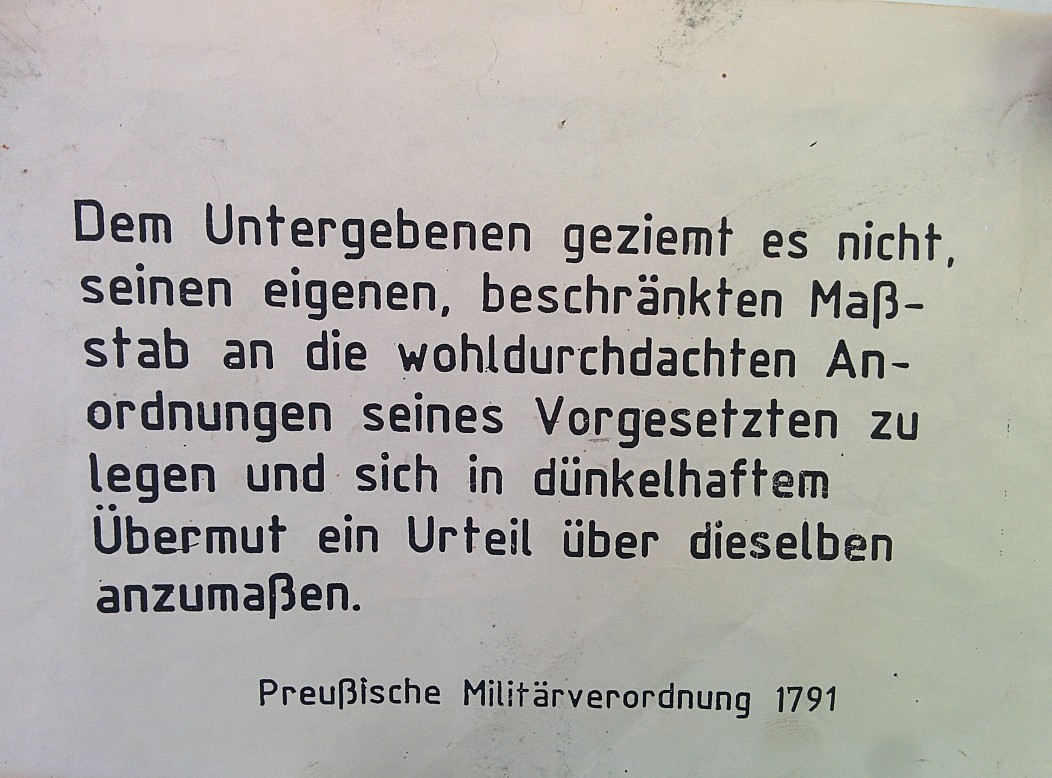 Dem Untergebenen geziemt es nicht,
seinen eigenen, beschränkten Maß-
stab an die wohldurchdachten An-
ordnungen seines Vorgesetzten zu
legen und sich in dünkelhaftem
Übermut ein Urteil über dieselben
anzumaßen.
Preußische Militärverordnung 1791